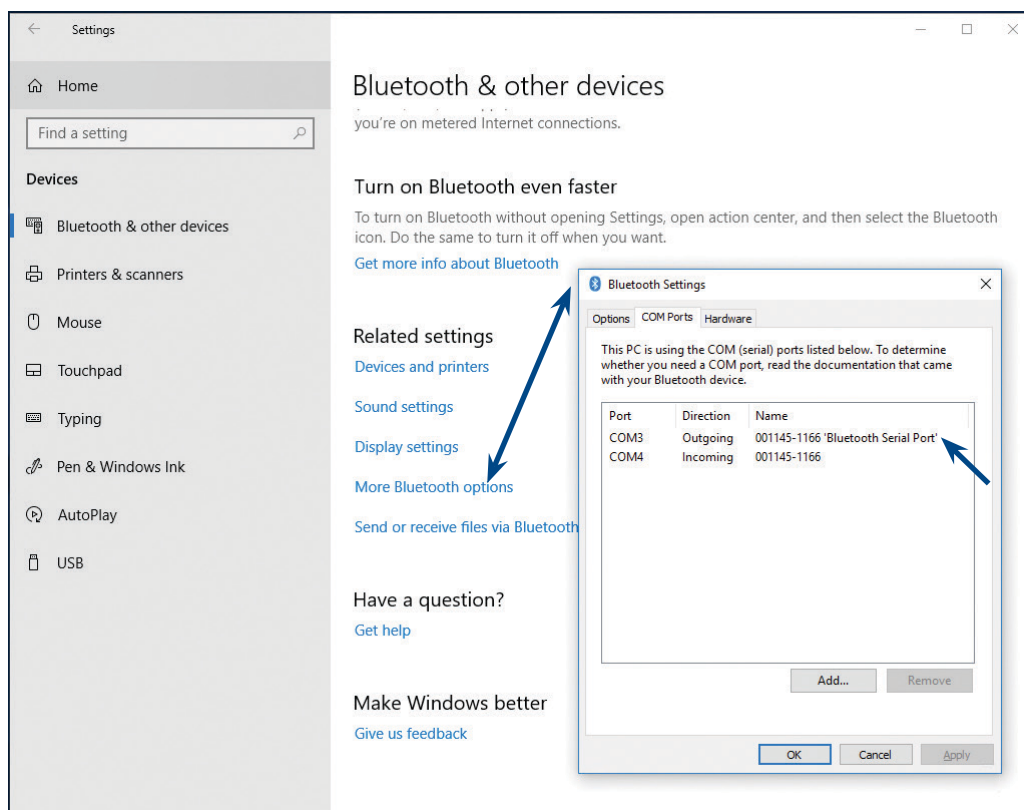 Settings
Home
Find a setting
Devices
Bluetooth & other devices
Printers & scanners
Mouse
Touchpad
Typing
Pen & Windows Ink
AutoPlay
USB
Bluetooth & other devices
you're on metered Internet connections.
Turn on Bluetooth even faster
To turn on Bluetooth without opening Settings, open action center, and then select the Bluetooth
icon. Do the same to turn it off when you want.
Get more info about Bluetooth
Related settings
Devices and printers
Sound settings
Display settings
More Bluetooth options
Send or receive files via Bluetooth
Have a question?
Get help
Make Windows better
Give us feedback
Bluetooth Settings
Options COM Ports Hardware
This PC is using the COM (serial) ports listed below. To determine
whether you need a COM port, read the documentation that came
with your Bluetooth device.
Port Direction Name
COM3 Outgoing 001145-1166 'Bluetooth Serial Port'
COM4 Incoming 001145-1166
Add... Remove
OK Cancel Apply